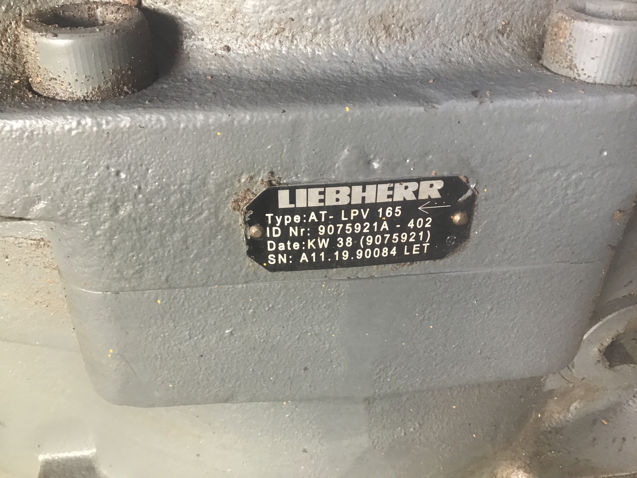 LIEBHERR
Type:AT- LPV 165
ID Nr: 9075921A - 402
Date:KW 38 (9075921)
SN: A11.19.90084 LET